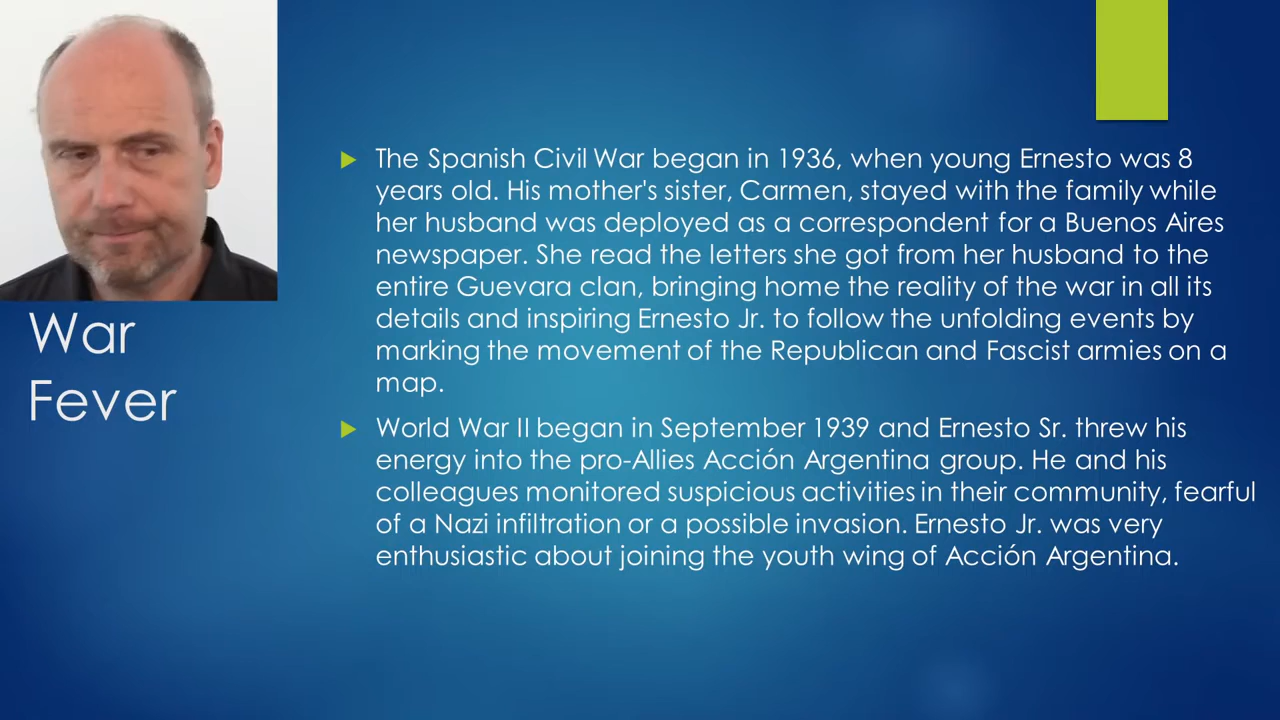 War
Fever
The Spanish Civil War began in 1936, when young Ernesto was 8
years old. His mother's sister, Carmen, stayed with the family while
her husband was deployed as a correspondent for a Buenos Aires
newspaper. She read the letters she got from her husband to the
entire Guevara clan, bringing home the reality of the war in all its
details and inspiring Ernesto Jr. to follow the unfolding events by
marking the movement of the Republican and Fascist armies on a
map.
World War II began in September 1939 and Ernesto Sr. threw his
energy into the pro-Allies Acción Argentina group. He and his
colleagues monitored suspicious activities in their community, fearful
of a Nazi infiltration or a possible invasion. Ernesto Jr. was very
enthusiastic about joining the youth wing of Acción Argentina.